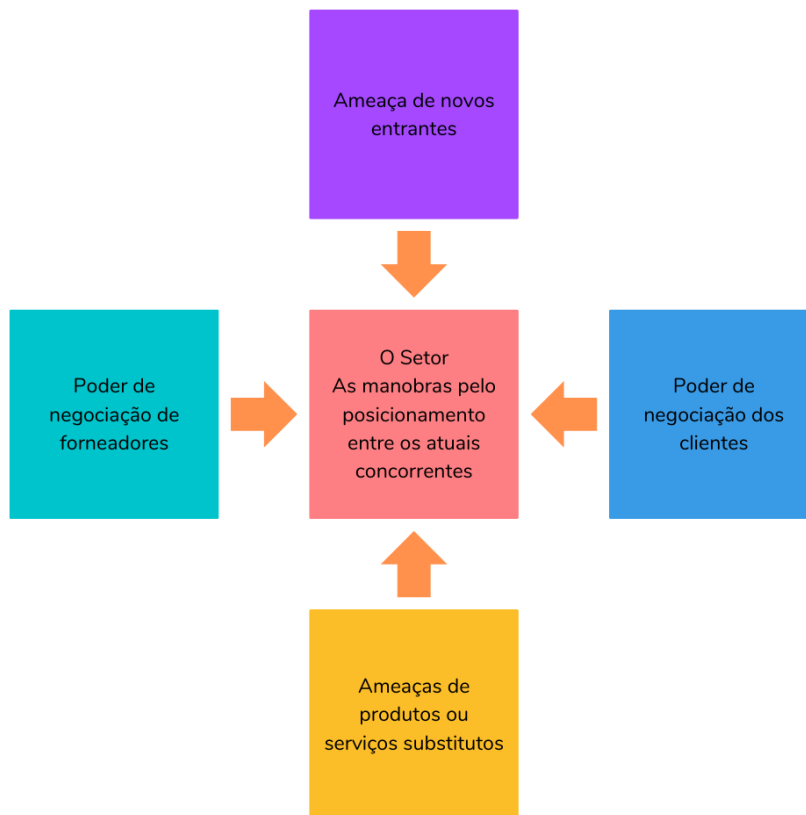 Ameaça de novos
entrantes
Poder de
negociação de
forneadores
O Setor
As manobras pelo
posicionamento
entre os atuais
concorrentes
Poder de
negociação dos
clientes
Ameaças de
produtos ou
serviços substitutos